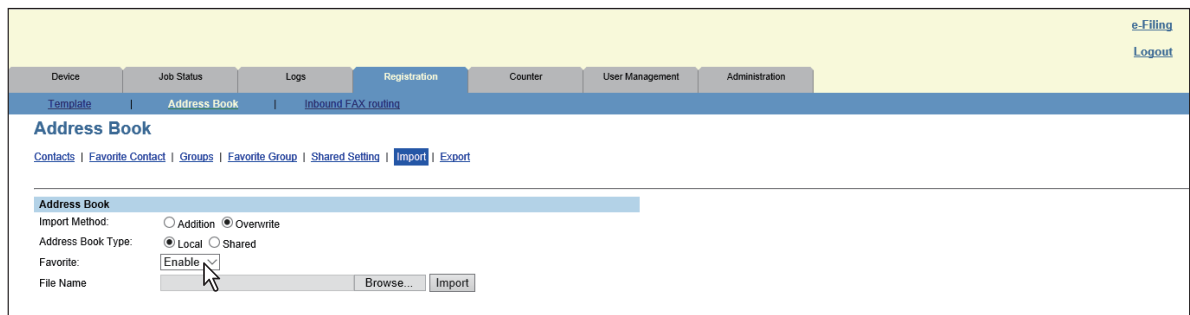 e-Filing
Logout
Device Job Status Logs Registration Counter User Management Administration
Template | Address Book | Inbound FAX routing
Address Book
Contacts | Favorite Contact | Groups | Favorite Group | Shared Setting | Import | Export
Address Book
Import Method: Addition Overwrite
Address Book Type: Local Shared
Favorite: Enable
File Name Browse... Import